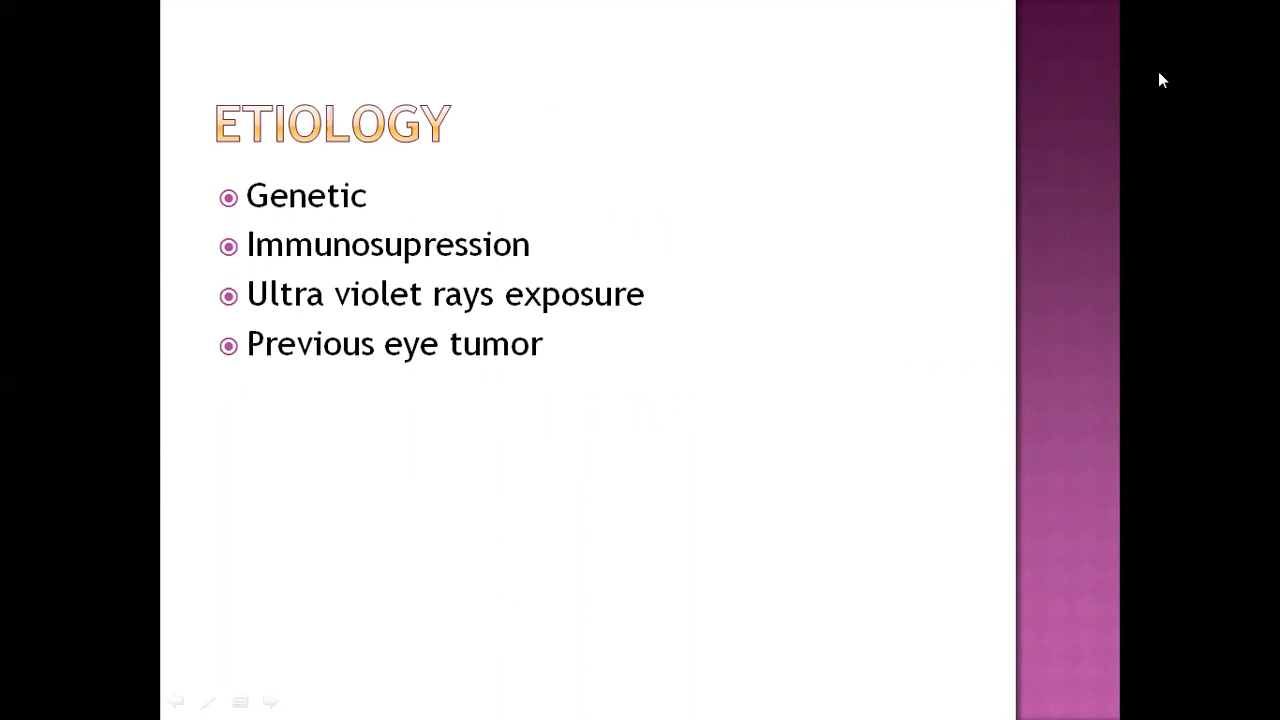 ETIOLOGY
Genetic
Immunosupression
Ultra violet rays exposure
Previous eye tumor